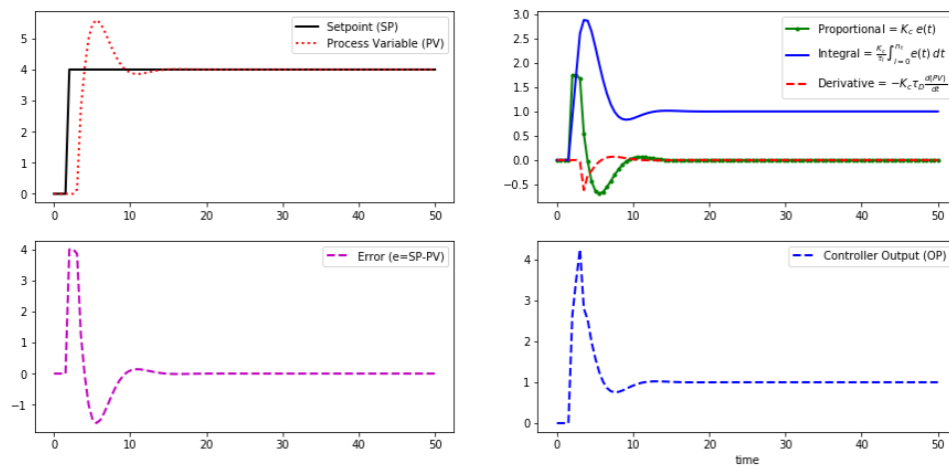 Setpoint (SP)
Process Variable (PV)
5
4
3
2
1
0
0 10 20 30 40 50
3.0
2.5
2.0
1.5
1.0
0.5
0.0
−0.5
Proportional = K_c e(t)
Integral = \frac{K_c}{τ_I} \int_{i=0}^{n_t} e(t) dt
Derivative = −K_c τ_D \frac{d(PV)}{dt}
0 10 20 30 40 50
4
3
2
1
0
−1
Error (e=SP-PV)
0 10 20 30 40 50
4
3
2
1
0
Controller Output (OP)
0 10 20 30 40 50
time